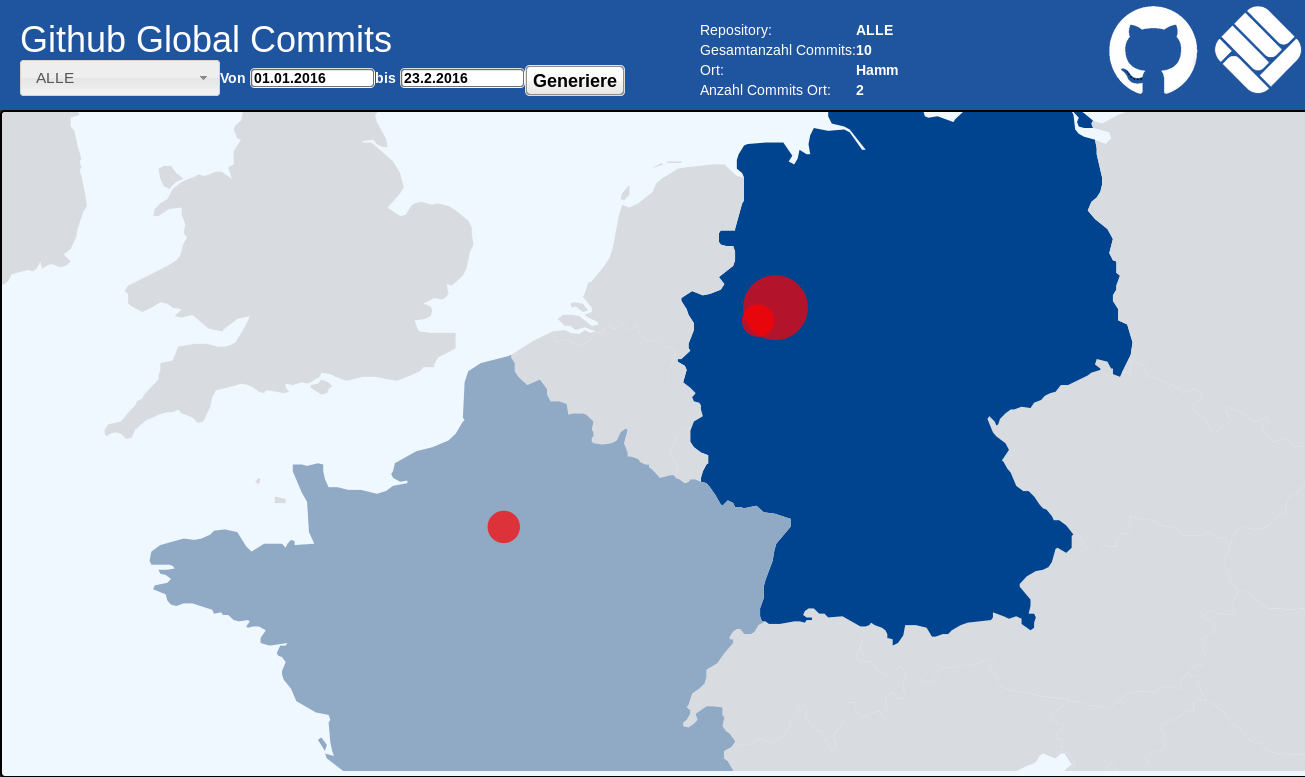 Github Global Commits
ALLE Von 01.01.2016 bis 23.2.2016 Generiere
Repository: ALLE
Gesamtanzahl Commits: 10
Ort: Hamm
Anzahl Commits Ort: 2